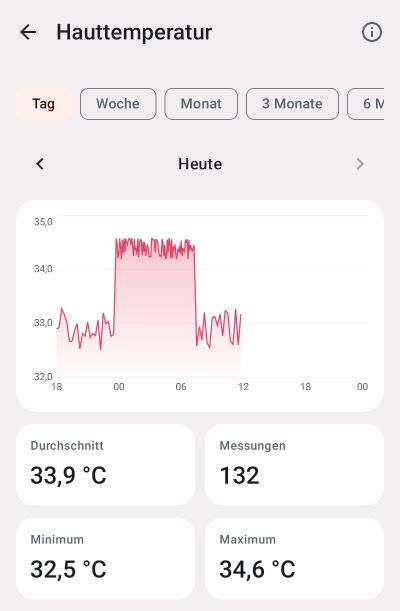 Hauttemperatur
Tag Woche Monat 3 Monate 6 M
Heute
35,0
34,0
33,0
32,0
18 00 06 12 18 00
Durchschnitt Messungen
33,9 °C 132
Minimum Maximum
32,5 °C 34,6 °C